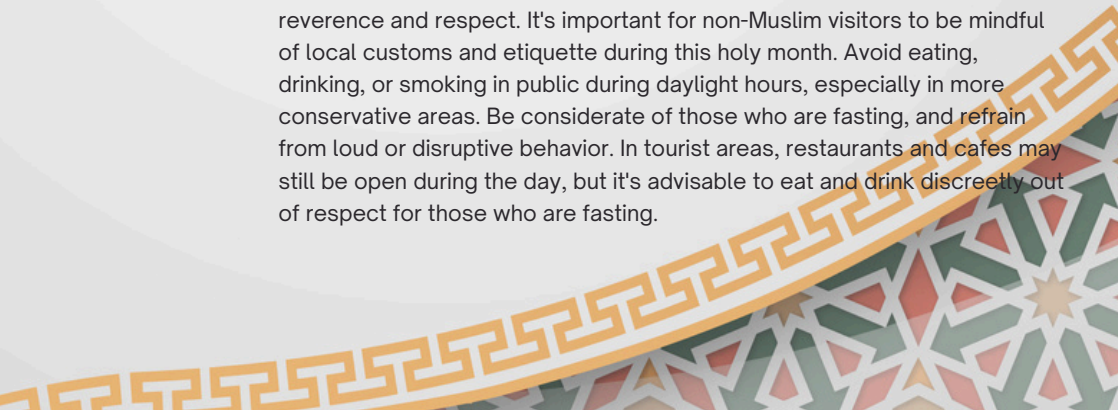 reverence and respect. It's important for non-Muslim visitors to be mindful
of local customs and etiquette during this holy month. Avoid eating,
drinking, or smoking in public during daylight hours, especially in more
conservative areas. Be considerate of those who are fasting, and refrain
from loud or disruptive behavior. In tourist areas, restaurants and cafes may
still be open during the day, but it's advisable to eat and drink discreetly out
of respect for those who are fasting.